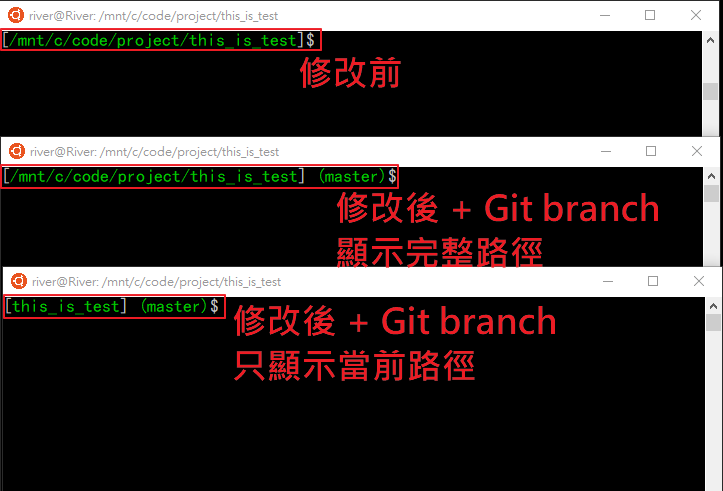 river@River: /mnt/c/code/project/this_is_test
[/mnt/c/code/project/this_is_test]$
修改前
river@River: /mnt/c/code/project/this_is_test
[/mnt/c/code/project/this_is_test] (master)$
修改後 + Git branch
顯示完整路徑
river@River: /mnt/c/code/project/this_is_test
[this_is_test] (master)$
修改後 + Git branch
只顯示當前路徑